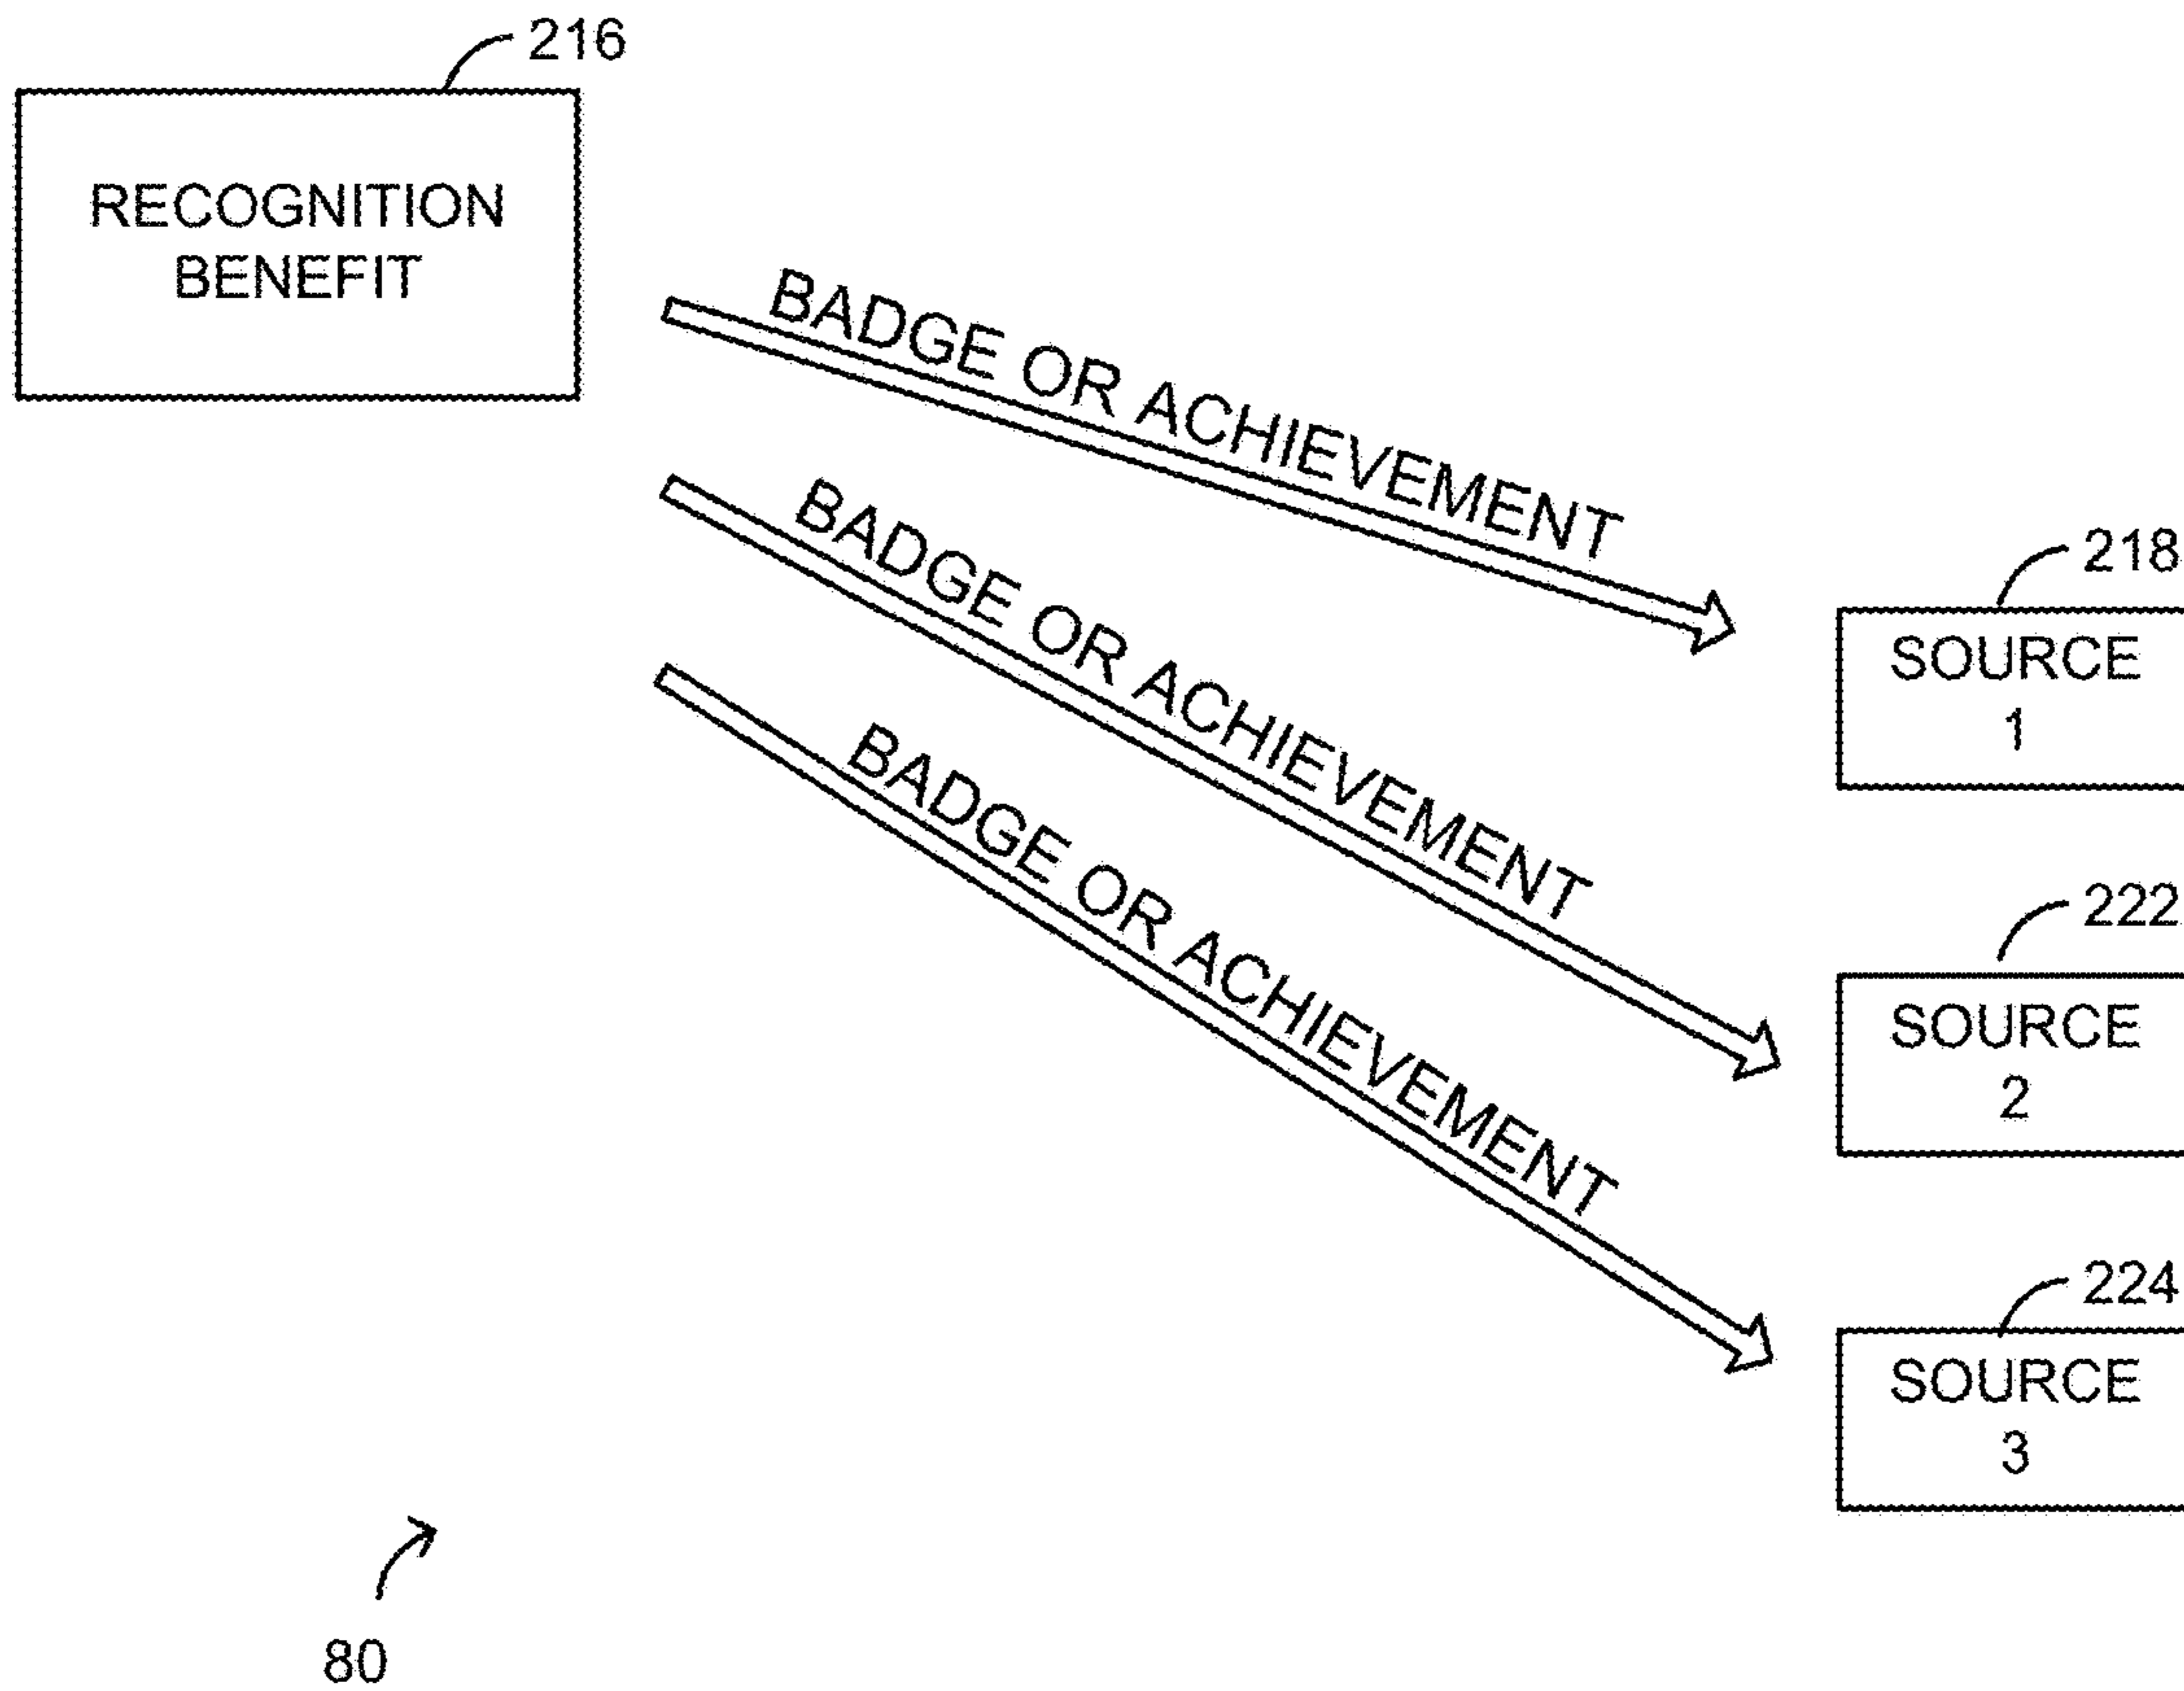 216
RECOGNITION
BENEFIT
BADGE OR ACHIEVEMENT
BADGE OR ACHIEVEMENT
BADGE OR ACHIEVEMENT
218
SOURCE
1
222
SOURCE
2
224
SOURCE
3
80